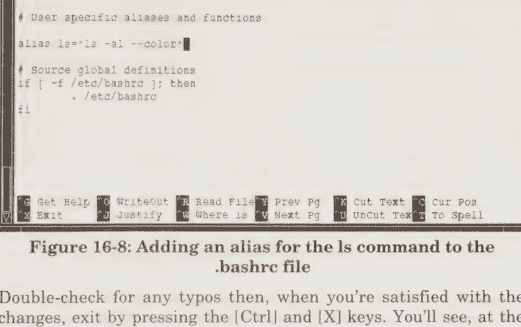 # User specific aliases and functions
alias ls='ls -al --color'
# Source global definitions
if [ -f /etc/bashrc ]; then
. /etc/bashrc
fi
^G Get Help ^O WriteOut ^R Read File ^Y Prev Pg ^K Cut Text ^C Cur Pos
^X Exit ^J Justify ^W Where is ^V Next Pg ^U UnCut Tex ^T To Spell
Figure 16-8: Adding an alias for the ls command to the
.bashrc file
Double-check for any typos then, when you're satisfied with the
changes, exit by pressing the [Ctrl] and [X] keys. You'll see, at the